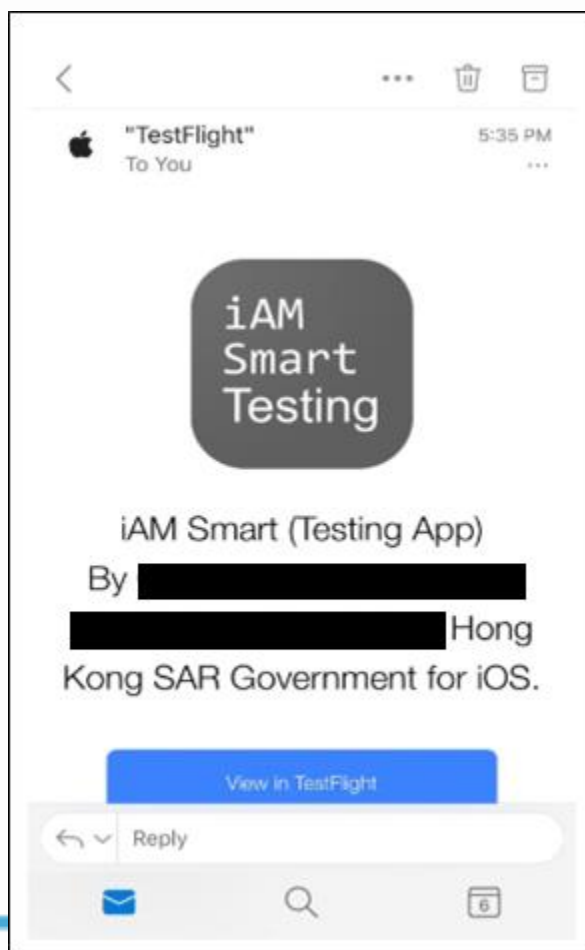 "TestFlight"
5:35 PM
To You
iAM
Smart
Testing
iAM Smart (Testing App)
By
Hong
Kong SAR Government for iOS.
View in TestFlight
Reply
6